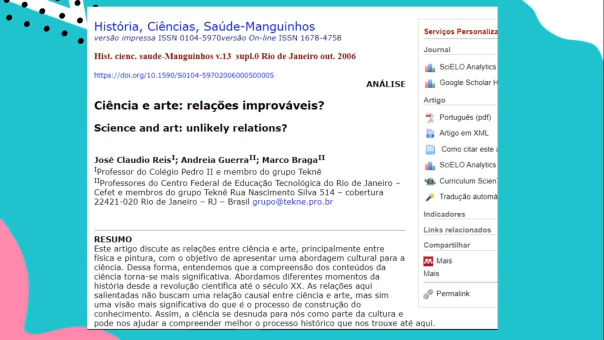 História, Ciências, Saúde-Manguinhos
versão impressa ISSN 0104-5970versão On-line ISSN 1678-4758
Hist. cienc. saude-Manguinhos v.13 supl.0 Rio de Janeiro out. 2006
https://doi.org/10.1590/S0104-59702006000500005
ANÁLISE
Ciência e arte: relações improváveis?
Science and art: unlikely relations?
José Claudio ReisI; Andreia GuerraII; Marco BragaII
IProfessor do Colégio Pedro II e membro do grupo Teknê
IIProfessores do Centro Federal de Educação Tecnológica do Rio de Janeiro –
Cefet e membros do grupo Teknê Rua Nascimento Silva 514 – cobertura
22421-020 Rio de Janeiro – RJ – Brasil grupo@tekne.pro.br
RESUMO
Este artigo discute as relações entre ciência e arte, principalmente entre
física e pintura, com o objetivo de apresentar uma abordagem cultural para a
ciência. Dessa forma, entendemos que a compreensão dos conteúdos da
ciência torna-se mais significativa. Abordamos diferentes momentos da
história desde a revolução científica até o século XX. As relações aqui
salientadas não buscam uma relação causal entre ciência e arte, mas sim
uma visão mais significativa do que é o processo de construção do
conhecimento. Assim, a ciência se desnuda para nós como parte da cultura e
pode nos ajudar a compreender melhor o processo histórico que nos trouxe até aqui.
Serviços Personaliza
Journal
SciELO Analytics
Google Scholar H
Artigo
Português (pdf)
Artigo em XML
Como citar este a
SciELO Analytics
Curriculum Scien
Tradução automá
Indicadores
Links relacionados
Compartilhar
Mais
Mais
Permalink